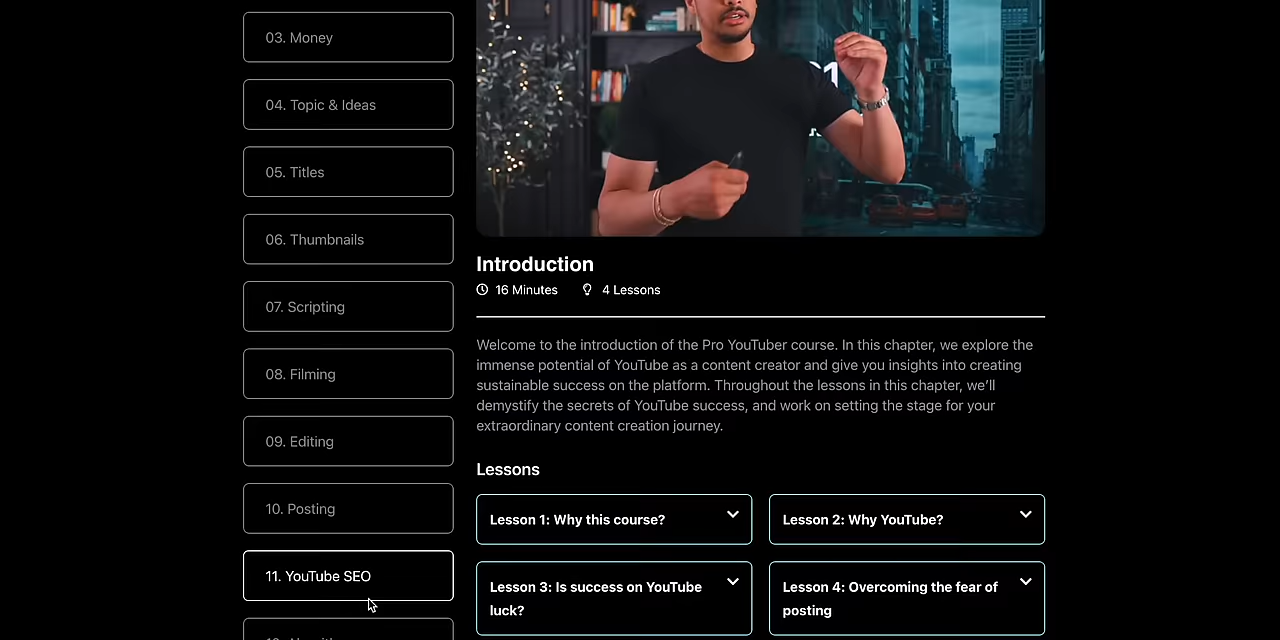 03. Money
04. Topic & Ideas
05. Titles
06. Thumbnails
07. Scripting
08. Filming
09. Editing
10. Posting
11. YouTube SEO
Introduction
16 Minutes
4 Lessons
Welcome to the introduction of the Pro YouTuber course. In this chapter, we explore the
immense potential of YouTube as a content creator and give you insights into creating
sustainable success on the platform. Throughout the lessons in this chapter, we’ll
demystify the secrets of YouTube success, and work on setting the stage for your
extraordinary content creation journey.
Lessons
Lesson 1: Why this course?
Lesson 2: Why YouTube?
Lesson 3: Is success on YouTube
luck?
Lesson 4: Overcoming the fear of
posting